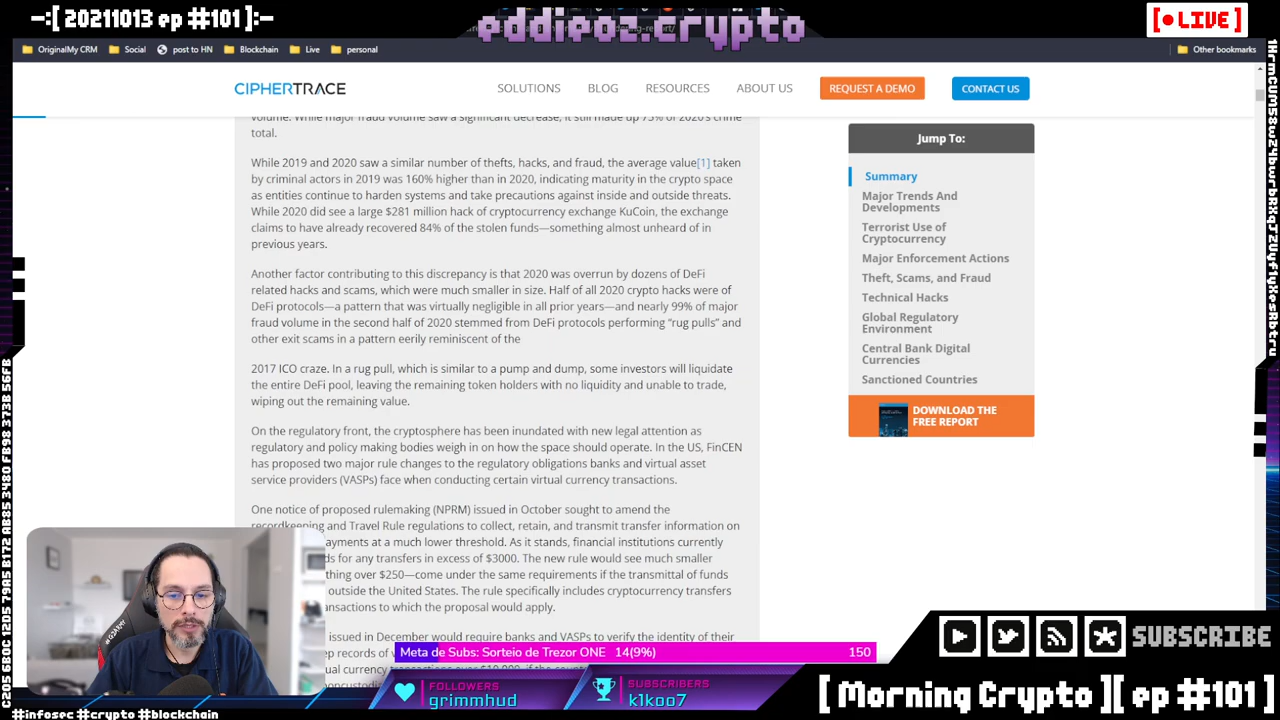 —:[ 20211013 ep #101 ]:—
eddieoz.crypto
[● LIVE ]
OriginalMy CRM
Social
post to HN
Blockchain
Live
personal
Other bookmarks
CIPHERTRACE
SOLUTIONS
BLOG
RESOURCES
ABOUT US
REQUEST A DEMO
CONTACT US
volume. While major fraud volume saw a significant decrease, it still made up 73% of 2020's crime
total.
While 2019 and 2020 saw a similar number of thefts, hacks, and fraud, the average value[1] taken
by criminal actors in 2019 was 160% higher than in 2020, indicating maturity in the crypto space
as entities continue to harden systems and take precautions against inside and outside threats.
While 2020 did see a large $281 million hack of cryptocurrency exchange KuCoin, the exchange
claims to have already recovered 84% of the stolen funds—something almost unheard of in
previous years.
Another factor contributing to this discrepancy is that 2020 was overrun by dozens of DeFi
related hacks and scams, which were much smaller in size. Half of all 2020 crypto hacks were of
DeFi protocols—a pattern that was virtually negligible in all prior years—and nearly 99% of major
fraud volume in the second half of 2020 stemmed from DeFi protocols performing “rug pulls” and
other exit scams in a pattern eerily reminiscent of the
2017 ICO craze. In a rug pull, which is similar to a pump and dump, some investors will liquidate
the entire DeFi pool, leaving the remaining token holders with no liquidity and unable to trade,
wiping out the remaining value.
On the regulatory front, the cryptosphere has been inundated with new legal attention as
regulatory and policy making bodies weigh in on how the space should operate. In the US, FinCEN
has proposed two major rule changes to the regulatory obligations banks and virtual asset
service providers (VASPs) face when conducting certain virtual currency transactions.
One notice of proposed rulemaking (NPRM) issued in October sought to amend the
recordkeeping and Travel Rule regulations to collect, retain, and transmit transfer information on
payments at a much lower threshold. As it stands, financial institutions currently
ds for any transfers in excess of $3000. The new rule would see much smaller
thing over $250—come under the same requirements if the transmittal of funds
outside the United States. The rule specifically includes cryptocurrency transfers
ansactions to which the proposal would apply.
issued in December would require banks and VASPs to verify the identity of their
Jump To:
Summary
Major Trends And
Developments
Terrorist Use of
Cryptocurrency
Major Enforcement Actions
Theft, Scams, and Fraud
Technical Hacks
Global Regulatory
Environment
Central Bank Digital
Currencies
Sanctioned Countries
DOWNLOAD THE
FREE REPORT
Meta de Subs: Sorteio de Trezor ONE 14(9%)
150
FOLLOWERS
grimmhud
SUBSCRIBERS
k1koo7
SUBSCRIBE
[ Morning Crypto ][ ep #101 ]
#infosec #crypto #blockchain